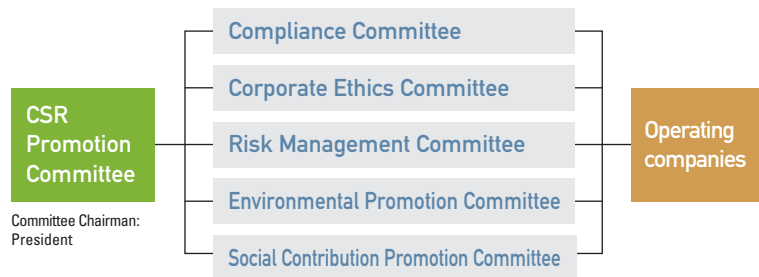 CSR
Promotion
Committee
Committee Chairman:
President
Compliance Committee
Corporate Ethics Committee
Risk Management Committee
Environmental Promotion Committee
Social Contribution Promotion Committee
Operating
companies